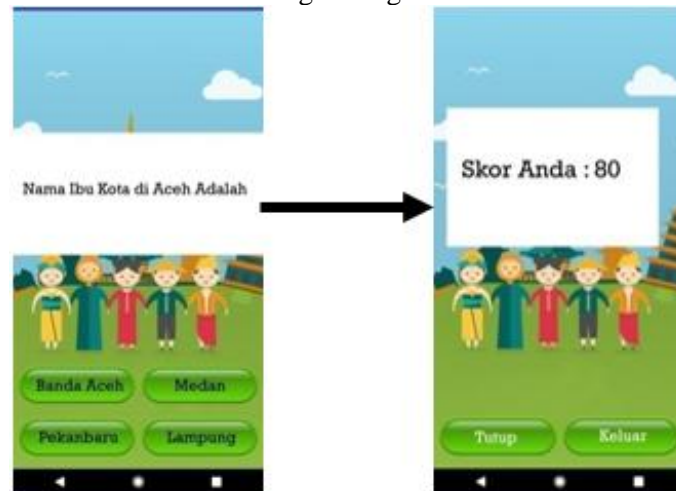 Nama Ibu Kota di Aceh Adalah
Banda Aceh
Medan
Pekanbaru
Lampung
Skor Anda : 80
Tutup
Keluar